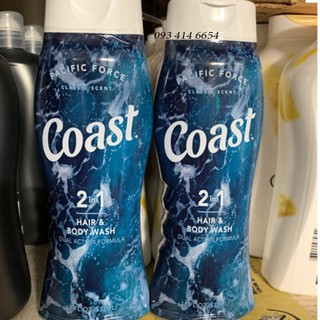 093 414 6654
PACIFIC FORCE
CLASSIC SCENT
Coast
2 in 1
HAIR &
BODY WASH
DUAL ACTION FORMULA
PACIFIC FORCE
CLASSIC SCENT
Coast
2 in 1
HAIR &
BODY WASH
DUAL ACTION FORMULA